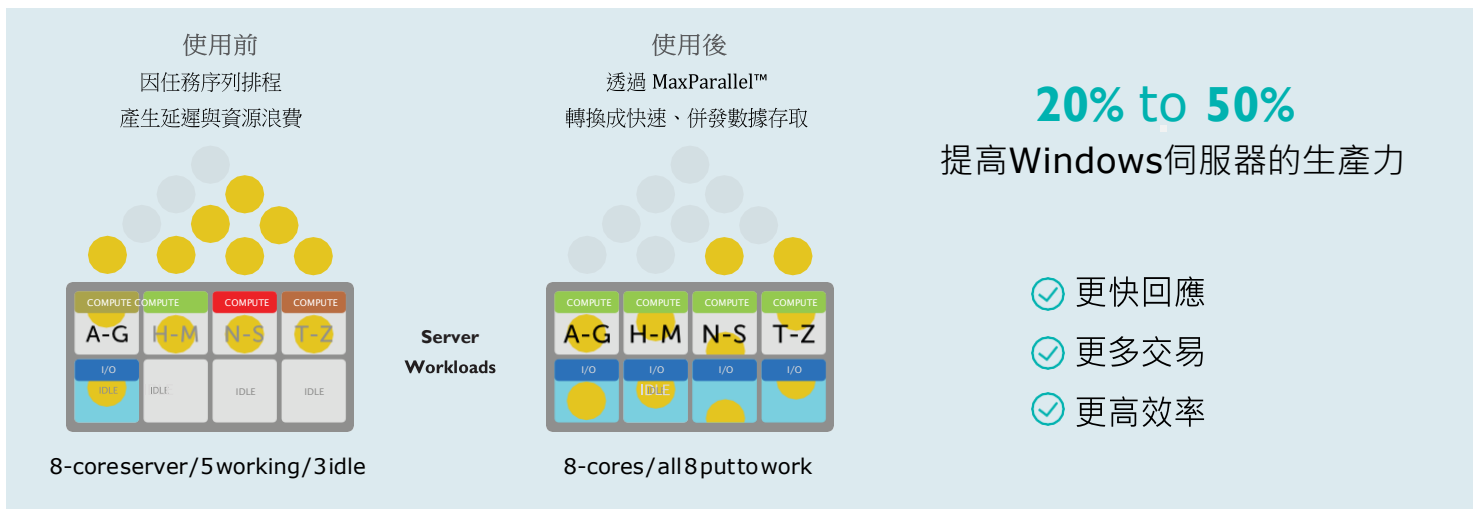 使用前
因任務序列排程
產生延遲與資源浪費
COMPUTE COMPUTE COMPUTE COMPUTE
A-G H-M N-S T-Z
I/O
IDLE IDLE IDLE IDLE
8-coreserver/5working/3idle
Server
Workloads
使用後
透過 MaxParallel™
轉換成快速、併發數據存取
COMPUTE COMPUTE COMPUTE COMPUTE
A-G H-M N-S T-Z
I/O I/O I/O I/O
IDLE
8-cores/all8puttowork
20% to 50%
提高Windows伺服器的生產力
更快回應
更多交易
更高效率